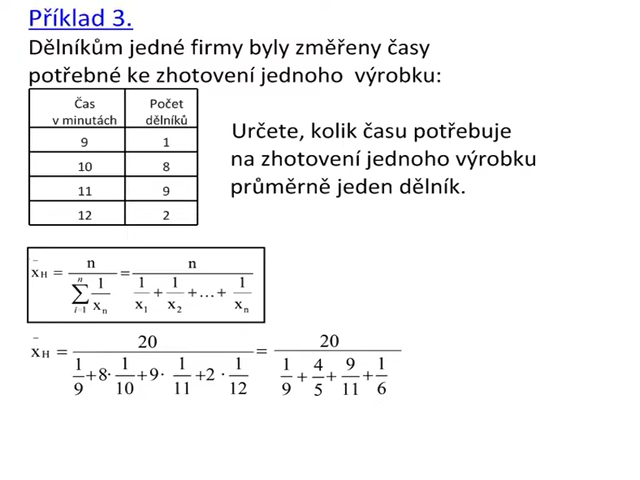 Příklad 3.
Dělníkům jedné firmy byly změřeny časy
potřebné ke zhotovení jednoho výrobku:
Čas v minutách | Počet dělníků
9 | 1
10 | 8
11 | 9
12 | 2
Určete, kolik času potřebuje
na zhotovení jednoho výrobku
průměrně jeden dělník.
x̄_H = n / (∑_{i=1}^{n} 1/x_n) = n / (1/x_1 + 1/x_2 + ... + 1/x_n)
x̄_H = 20 / (1/9 + 8·1/10 + 9·1/11 + 2·1/12) = 20 / (1/9 + 4/5 + 9/11 + 1/6)